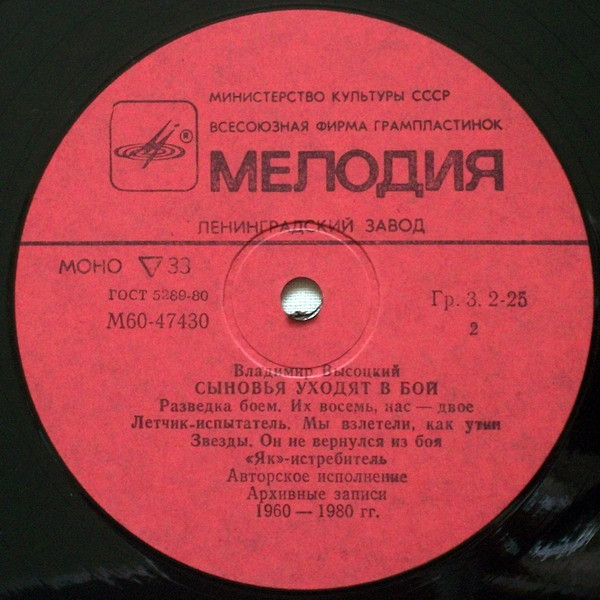 МИНИСТЕРСТВО КУЛЬТУРЫ СССР
ВСЕСОЮЗНАЯ ФИРМА ГРАМПЛАСТИНОК
®
МЕЛОДИЯ
ЛЕНИНГРАДСКИЙ ЗАВОД
МОНО 33
ГОСТ 5289-80
М60-47430
Гр. 3. 2-25
2
Владимир Высоцкий
СЫНОВЬЯ УХОДЯТ В БОЙ
Разведка боем. Их восемь, нас — двое
Летчик-испытатель. Мы взлетели, как утки
Звезды. Он не вернулся из боя
«Як»-истребитель
Авторское исполнение
Архивные записи
1960 — 1980 гг.